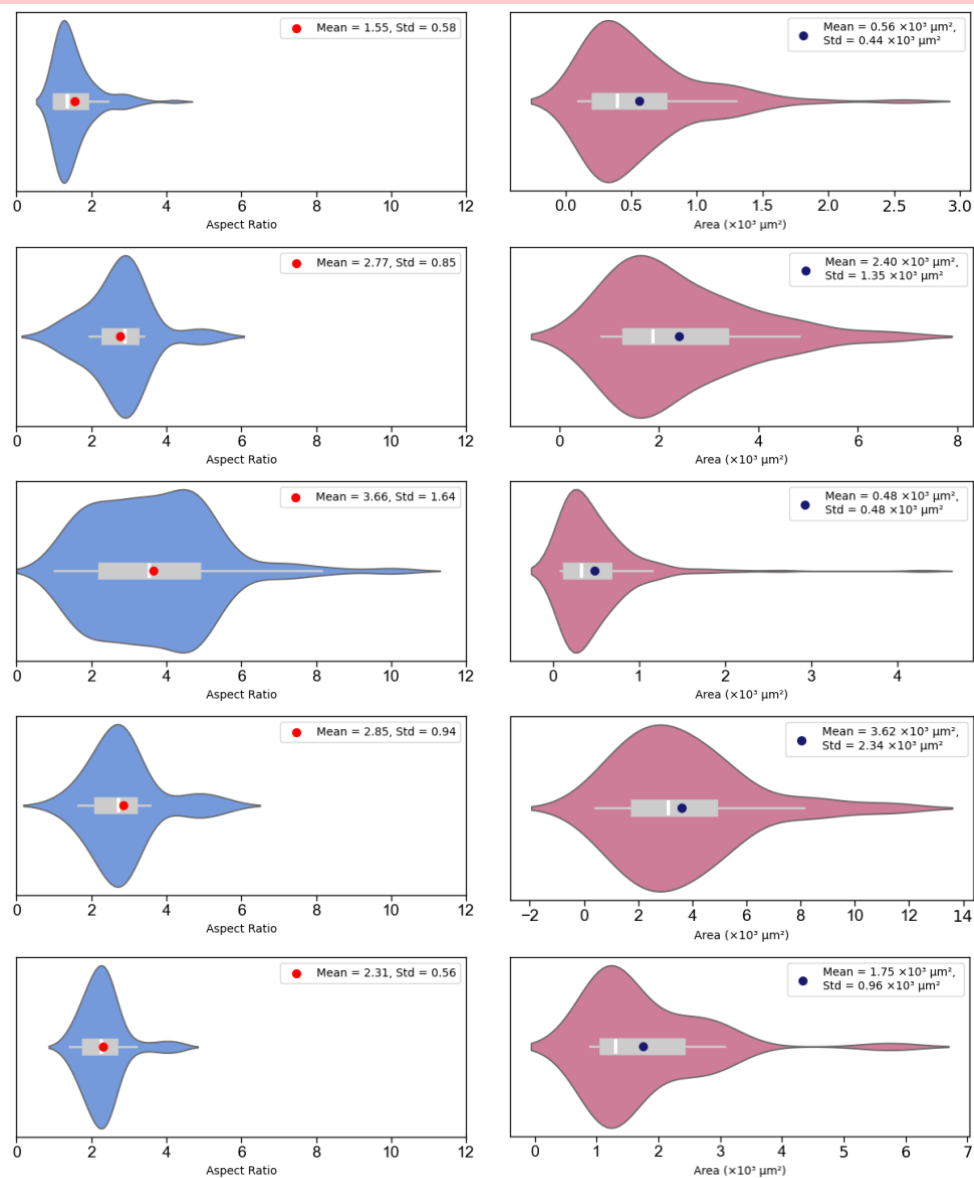 Mean = 1.55, Std = 0.58
0 2 4 6 8 10 12
Aspect Ratio
Mean = 0.56 ×10³ μm²,
Std = 0.44 ×10³ μm²
0.0 0.5 1.0 1.5 2.0 2.5 3.0
Area (×10³ μm²)
Mean = 2.77, Std = 0.85
0 2 4 6 8 10 12
Aspect Ratio
Mean = 2.40 ×10³ μm²,
Std = 1.35 ×10³ μm²
0 2 4 6 8
Area (×10³ μm²)
Mean = 3.66, Std = 1.64
0 2 4 6 8 10 12
Aspect Ratio
Mean = 0.48 ×10³ μm²,
Std = 0.48 ×10³ μm²
0 1 2 3 4
Area (×10³ μm²)
Mean = 2.85, Std = 0.94
0 2 4 6 8 10 12
Aspect Ratio
Mean = 3.62 ×10³ μm²,
Std = 2.34 ×10³ μm²
−2 0 2 4 6 8 10 12 14
Area (×10³ μm²)
Mean = 2.31, Std = 0.56
0 2 4 6 8 10 12
Aspect Ratio
Mean = 1.75 ×10³ μm²,
Std = 0.96 ×10³ μm²
0 1 2 3 4 5 6 7
Area (×10³ μm²)